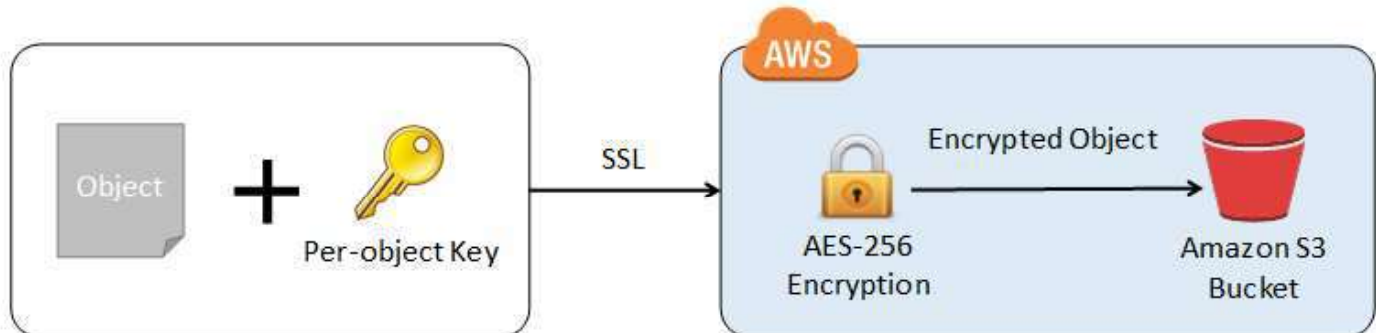 AWS
Object
Per-object Key
SSL
Encrypted Object
AES-256
Encryption
Amazon S3
Bucket